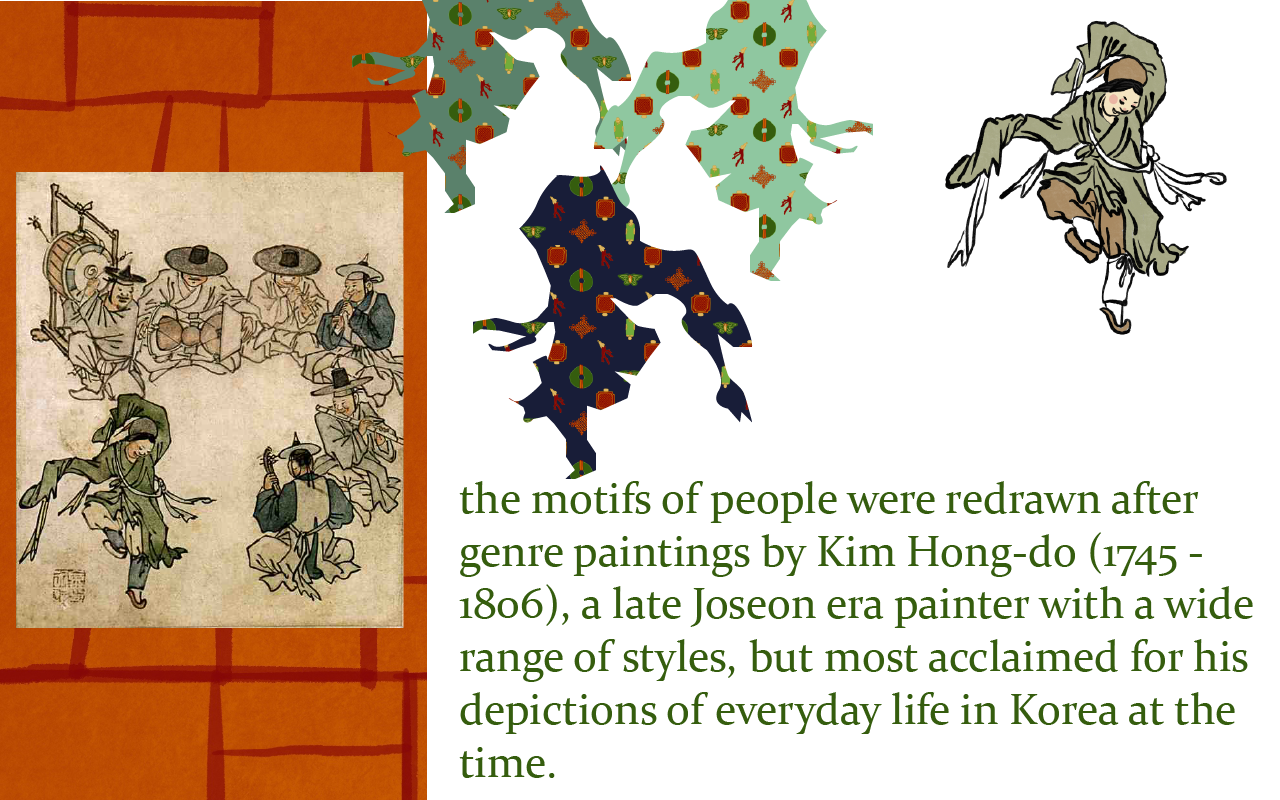 the motifs of people were redrawn after
genre paintings by Kim Hong-do (1745 -
1806), a late Joseon era painter with a wide
range of styles, but most acclaimed for his
depictions of everyday life in Korea at the
time.